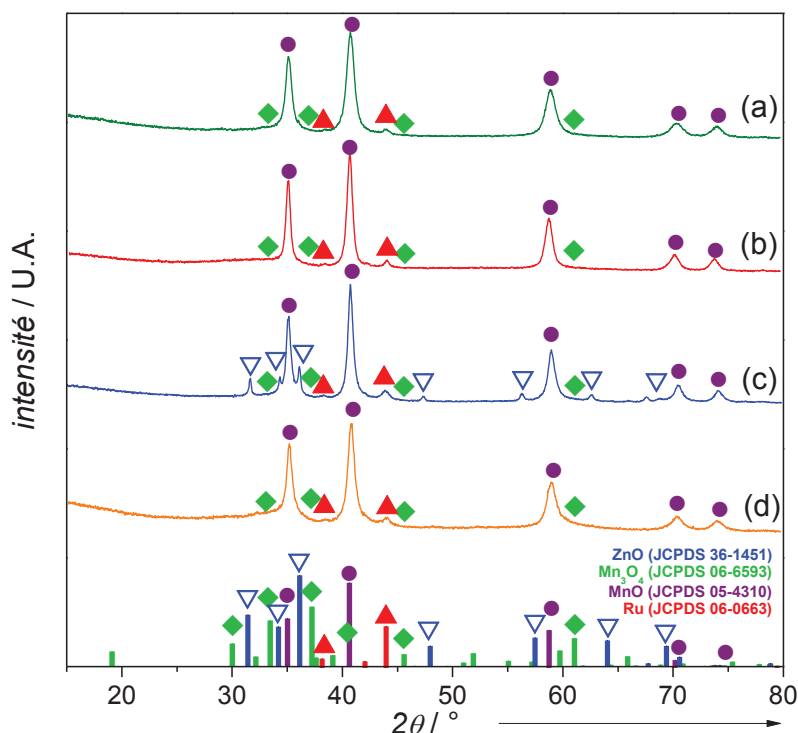 intensité / U.A.
(a)
(b)
(c)
(d)
ZnO (JCPDS 36-1451)
Mn₃O₄ (JCPDS 06-6593)
MnO (JCPDS 05-4310)
Ru (JCPDS 06-0663)
20 30 40 50 60 70 80
2θ / °